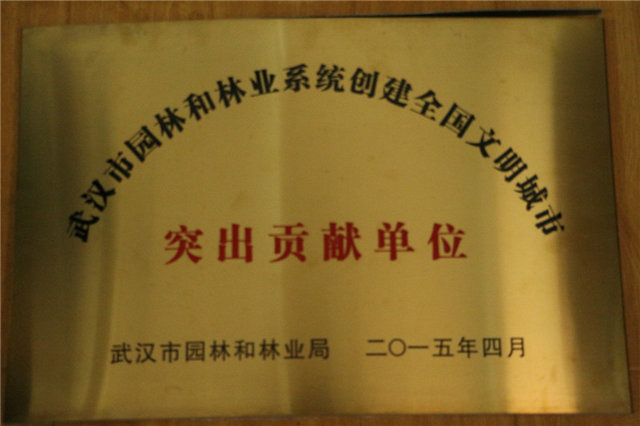 武汉市园林和林业系统创建全国文明城市
突出贡献单位
武汉市园林和林业局 二〇一五年四月